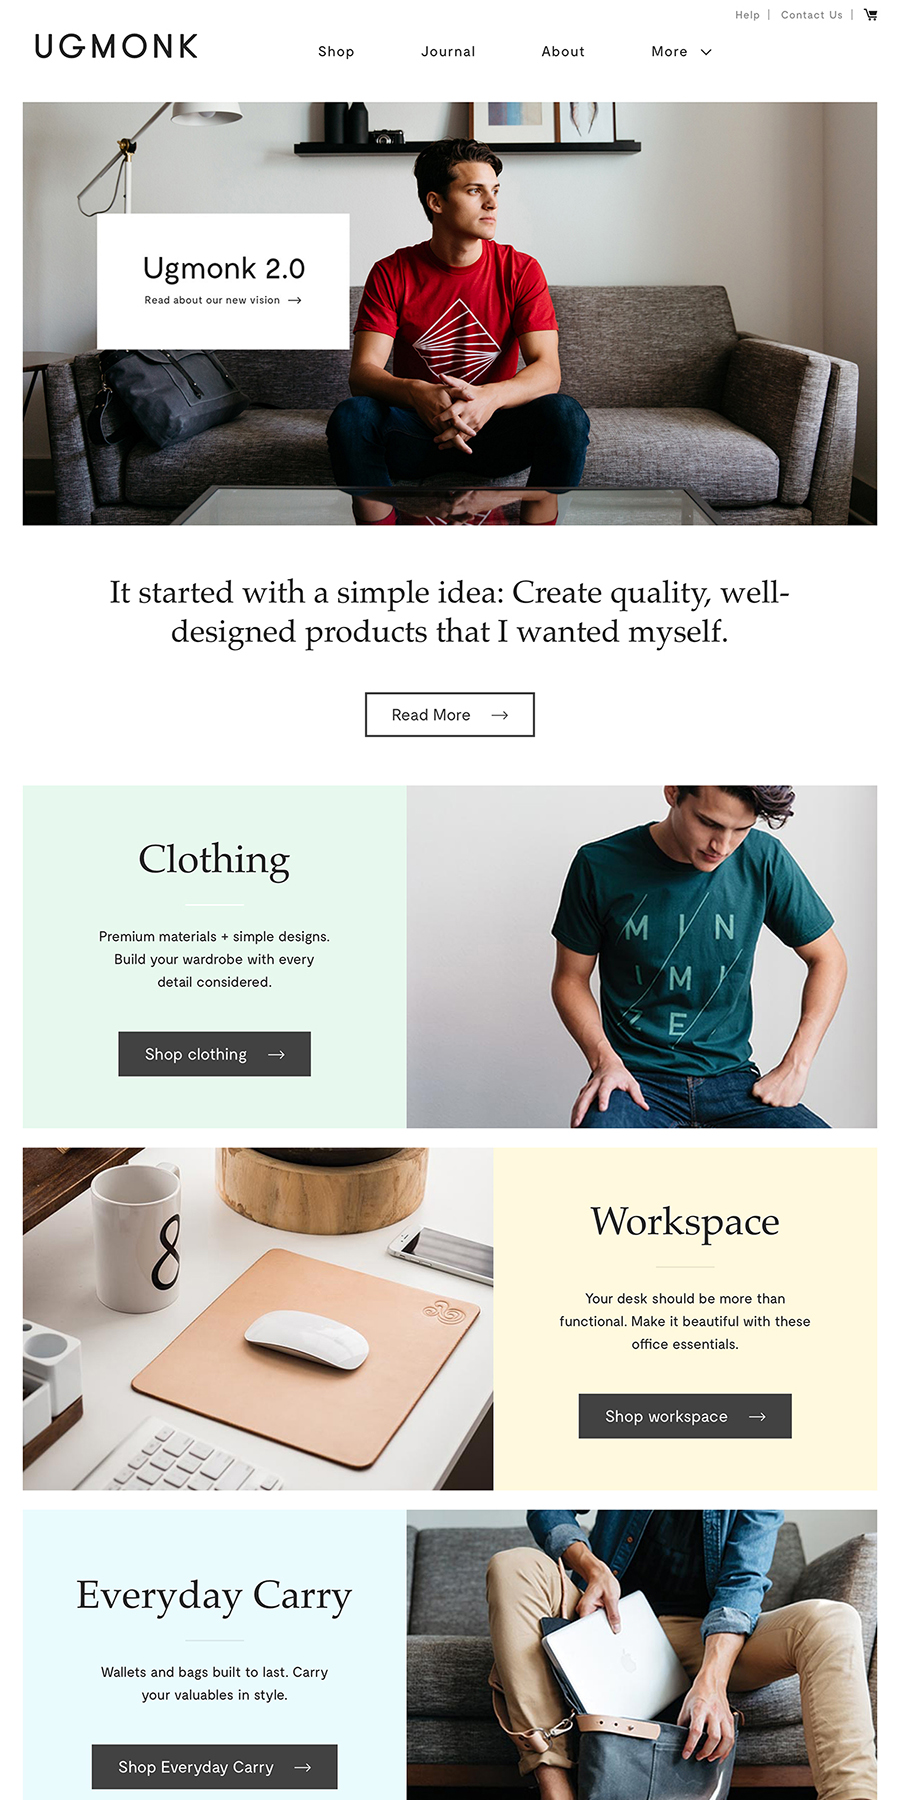 Help | Contact Us |
UGMONK
Shop Journal About More
Ugmonk 2.0
Read about our new vision →
It started with a simple idea: Create quality, well-
designed products that I wanted myself.
Read More →
Clothing
Premium materials + simple designs.
Build your wardrobe with every
detail considered.
Shop clothing →
MIN
IMI
ZE
8
Workspace
Your desk should be more than
functional. Make it beautiful with these
office essentials.
Shop workspace →
Everyday Carry
Wallets and bags built to last. Carry
your valuables in style.
Shop Everyday Carry →